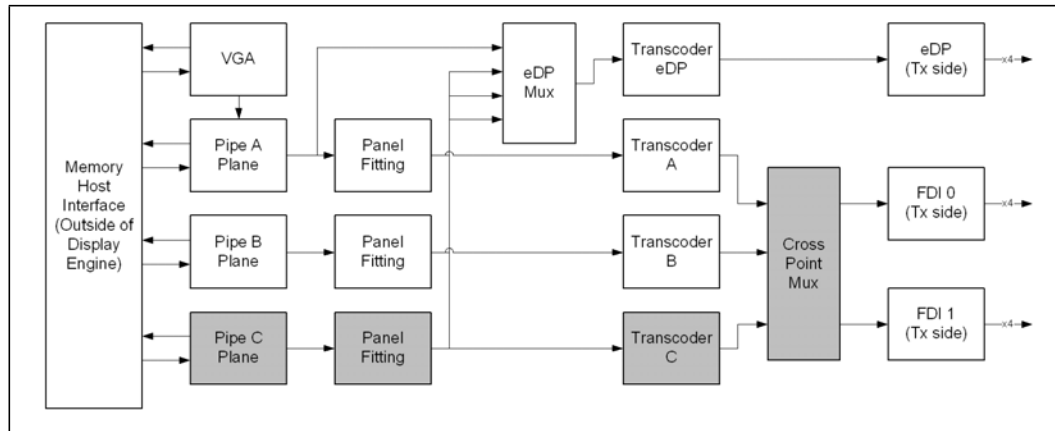 Memory
Host
Interface
(Outside of
Display
Engine)
VGA
Pipe A
Plane
Panel
Fitting
Pipe B
Plane
Panel
Fitting
Pipe C
Plane
Panel
Fitting
eDP
Mux
Transcoder
eDP
Transcoder
A
Transcoder
B
Transcoder
C
Cross
Point
Mux
eDP
(Tx side)
x4
FDI 0
(Tx side)
x4
FDI 1
(Tx side)
x4